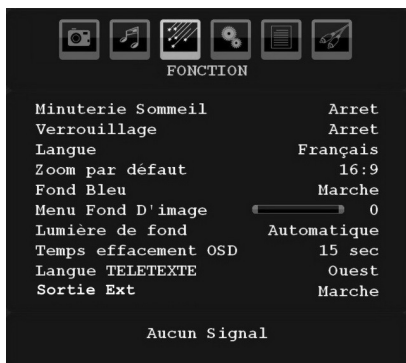 FONCTION
Minuterie Sommeil Arret
Verrouillage Arret
Langue Français
Zoom par défaut 16:9
Fond Bleu Marche
Menu Fond D'image 0
Lumière de fond Automatique
Temps effacement OSD 15 sec
Langue TELETEXTE Ouest
Sortie Ext Marche
Aucun Signal